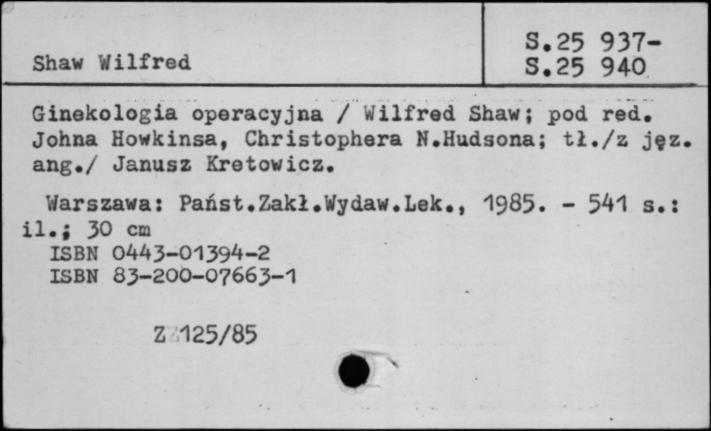 S.25 937-
Shaw Wilfred
S.25 940
Ginekologia operacyjna / Wilfred Shaw; pod red.
Johna Howkinsa, Christophera N.Hudsona; tł./z jęz.
ang./ Janusz Kretowicz.
Warszawa: Państ.Zakł.Wydaw.Lek., 1985. - 541 s.:
il.; 30 cm
ISBN 0443-01394-2
ISBN 83-200-07663-1
Z 125/85